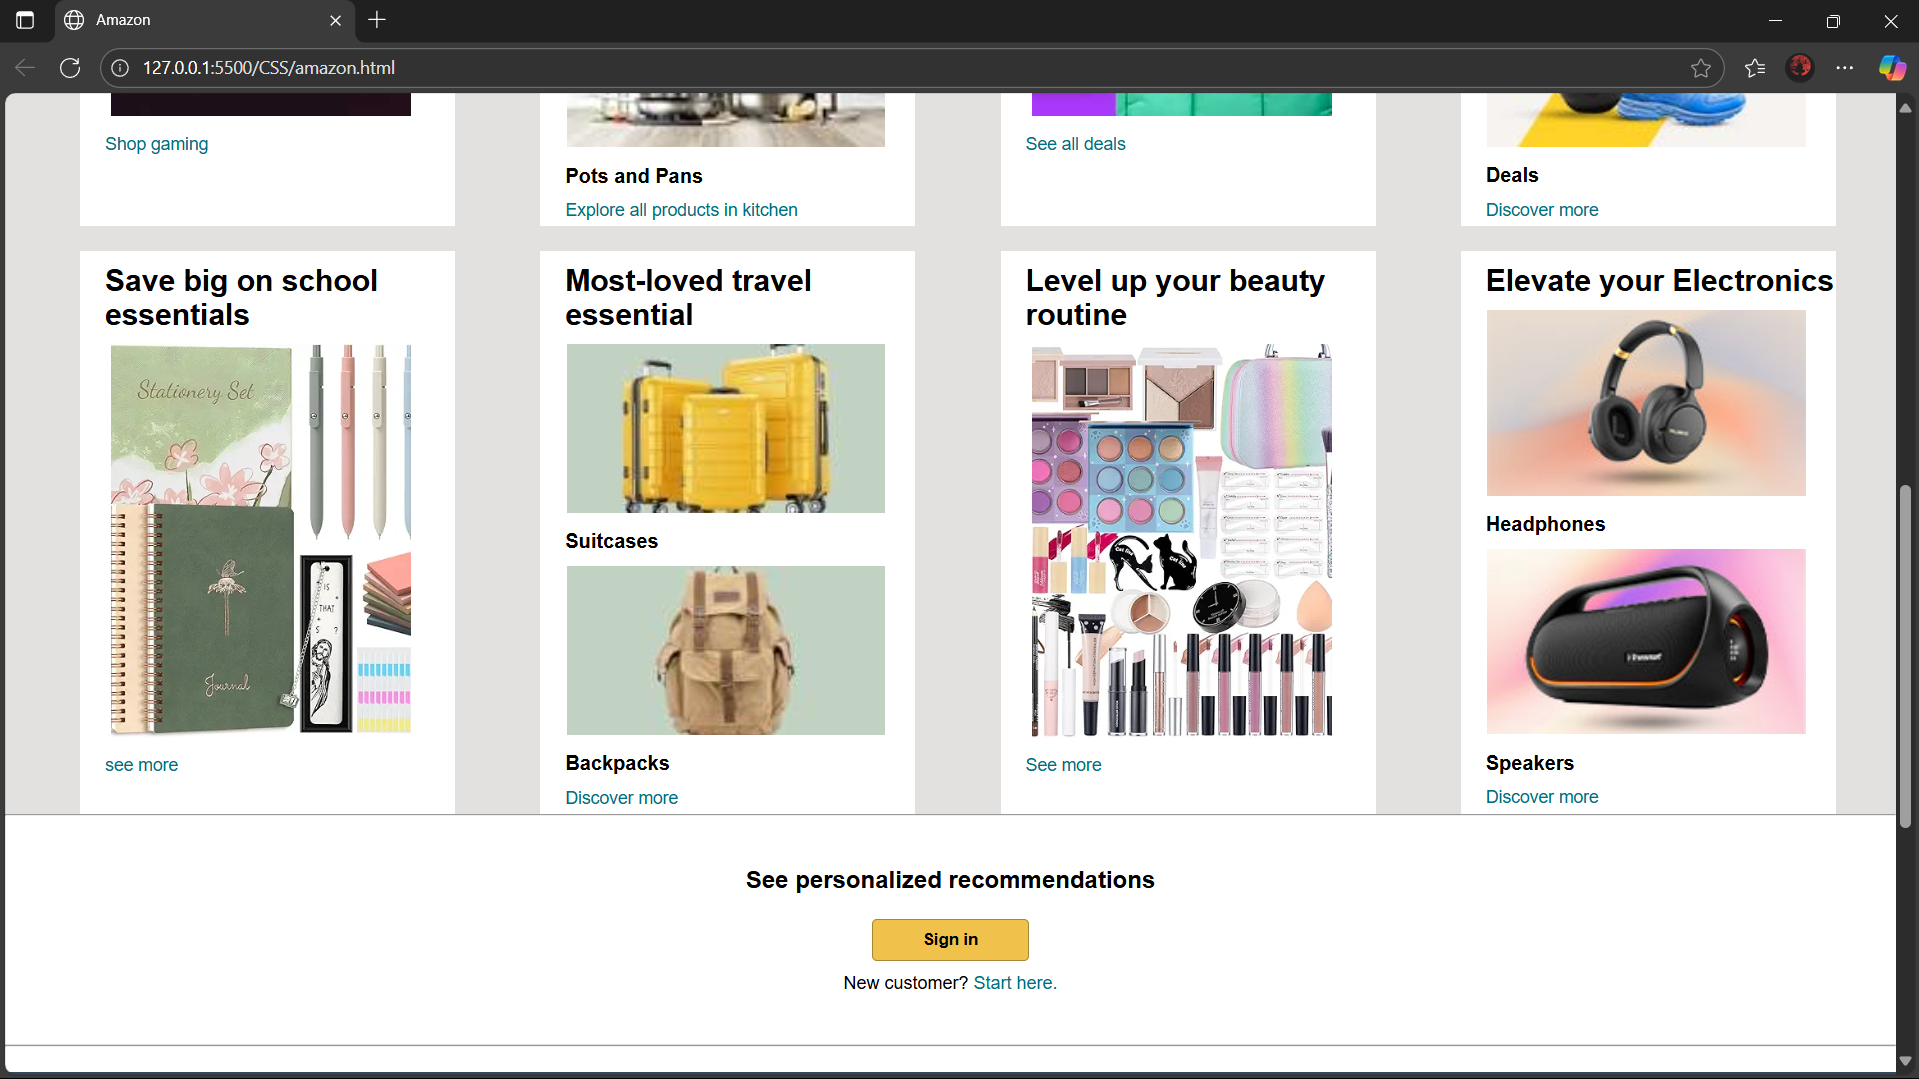 Amazon
127.0.0.1:5500/CSS/amazon.html
Shop gaming
Pots and Pans
Explore all products in kitchen
See all deals
Deals
Discover more
Save big on school
essentials
Stationery Set
IS
THAT
S ?
Journal
see more
Most-loved travel
essential
Suitcases
Backpacks
Discover more
Level up your beauty
routine
See more
Elevate your Electronics
Headphones
Speakers
Discover more
See personalized recommendations
Sign in
New customer? Start here.